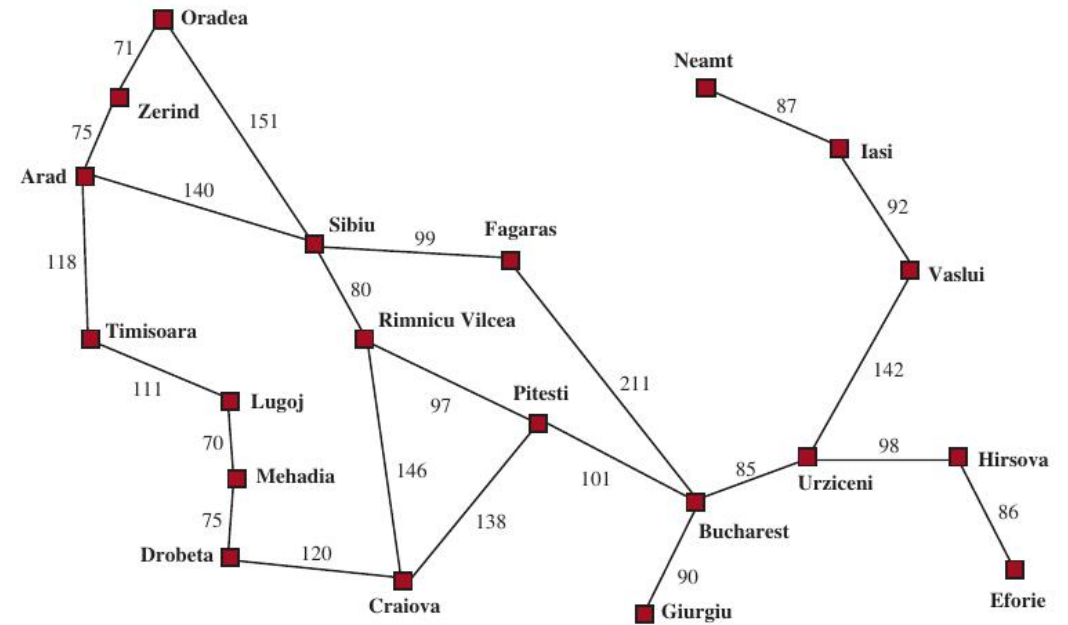 Oradea
71
Neamt
87
Zerind
151
75
Iasi
Arad
140
92
Sibiu
Fagaras
99
118
Vaslui
80
Timisoara
Rimnicu Vilcea
142
111
211
Lugoj
97
Pitesti
70
98
Hirsova
146
85
Mehadia
101
Urziceni
75
138
86
Bucharest
Drobeta
120
90
Craiova
Giurgiu
Eforie